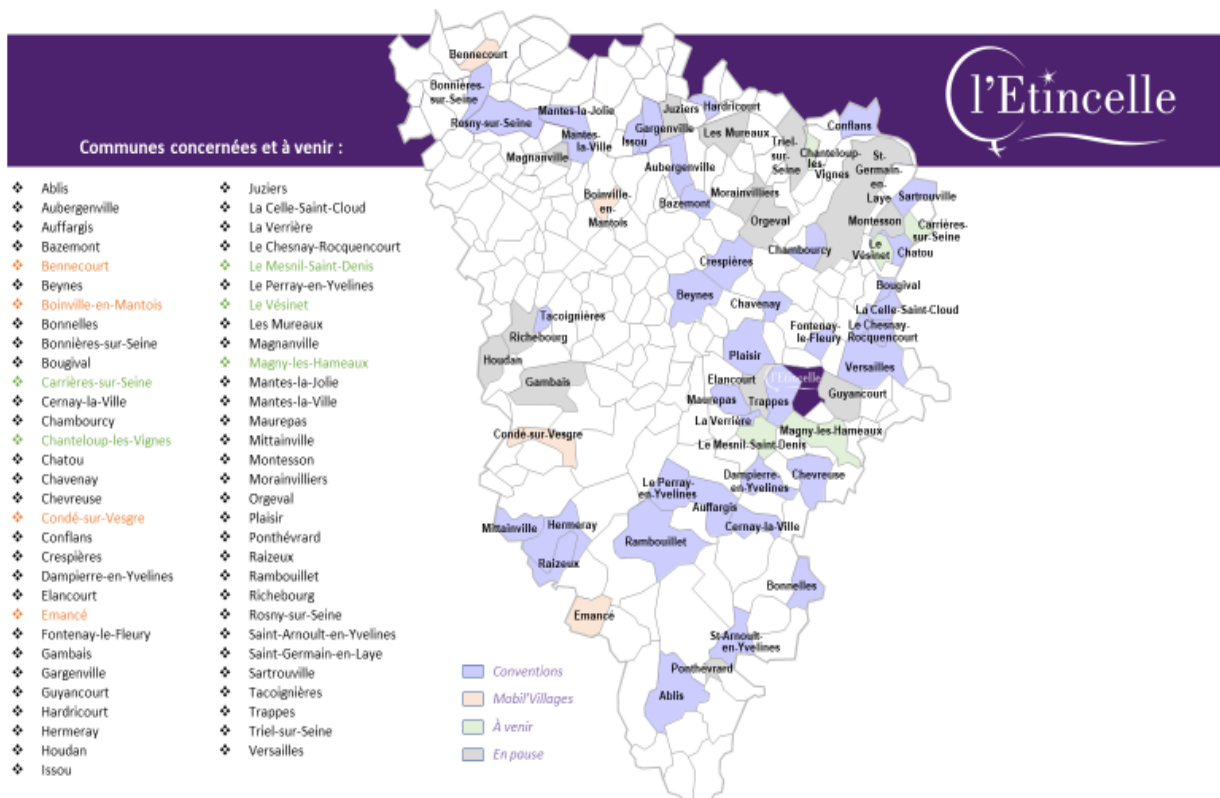 l'Etincelle
Communes concernées et à venir :
Ablis
Aubergenville
Auffargis
Bazemont
Bennecourt
Beynes
Boinville-en-Mantois
Bonnelles
Bonnières-sur-Seine
Bougival
Carrières-sur-Seine
Cernay-la-Ville
Chambourcy
Chanteloup-les-Vignes
Chatou
Chavenay
Chevreuse
Condé-sur-Vesgre
Conflans
Crespières
Dampierre-en-Yvelines
Elancourt
Emancé
Fontenay-le-Fleury
Gambais
Gargenville
Guyancourt
Hardricourt
Hermeray
Houdan
Issou
Juziers
La Celle-Saint-Cloud
La Verrière
Le Chesnay-Rocquencourt
Le Mesnil-Saint-Denis
Le Perray-en-Yvelines
Le Vésinet
Les Mureaux
Magnanville
Magny-les-Hameaux
Mantes-la-Jolie
Mantes-la-Ville
Maurepas
Mittainville
Montesson
Morainvilliers
Orgeval
Plaisir
Ponthévrard
Raizeux
Rambouillet
Richebourg
Rosny-sur-Seine
Saint-Arnoult-en-Yvelines
Saint-Germain-en-Laye
Sartrouville
Tacoignières
Trappes
Triel-sur-Seine
Versailles
Bennecourt
Bonnières-
sur-Seine
Rosny-sur-Seine
Mantes-la-Jolie
Mantes-
la-Ville
Magnanville
Issou
Gargenville
Juziers
Hardricourt
Les Mureaux
Aubergenville
Triel-
sur-
Seine
Chanteloup-
les-
Vignes
Conflans
St-
Germain-
en-
Laye
Sartrouville
Boinville-
en-
Mantois
Bazemont
Morainvilliers
Orgeval
Montesson
Carrières-
sur-Seine
Chambourcy
Le
Vésinet
Chatou
Crespières
Beynes
Chavenay
Bougival
La Celle-Saint-Cloud
Le Chesnay-
Rocquencourt
Fontenay-
le-Fleury
Tacoignières
Richebourg
Houdan
Gambais
Plaisir
Versailles
Elancourt
l'Etincelle
Guyancourt
Maurepas
Trappes
La Verrière
Magny-les-Hameaux
Le Mesnil-Saint-Denis
Condé-sur-Vesgre
Le Perray-
en-Yvelines
Dampierre-
en-Yvelines
Chevreuse
Auffargis
Cernay-la-Ville
Mittainville
Hermeray
Raizeux
Rambouillet
Bonnelles
Emancé
St-Arnoult-
en-Yvelines
Ponthévrard
Ablis
Conventions
Mobil'Villages
À venir
En pause